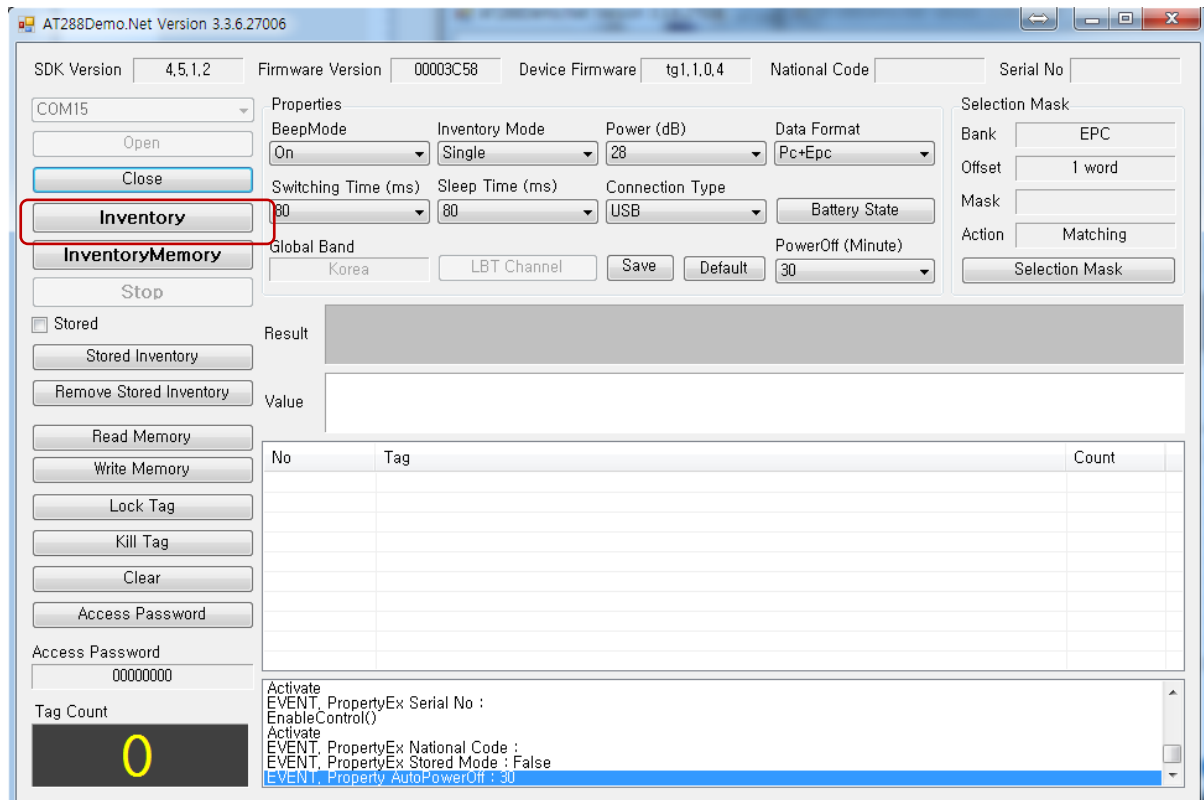 AT288Demo.Net Version 3.3.6.27006
SDK Version 4,5,1,2 Firmware Version 00003C58 Device Firmware tg1,1,0,4 National Code Serial No
COM15
Open
Close
Inventory
InventoryMemory
Stop
Stored
Stored Inventory
Remove Stored Inventory
Read Memory
Write Memory
Lock Tag
Kill Tag
Clear
Access Password
Access Password
00000000
Tag Count
0
Properties
BeepMode Inventory Mode Power (dB) Data Format
On Single 28 Pc+Epc
Switching Time (ms) Sleep Time (ms) Connection Type
80 80 USB Battery State
Global Band PowerOff (Minute)
Korea LBT Channel Save Default 30
Selection Mask
Bank EPC
Offset 1 word
Mask
Action Matching
Selection Mask
Result
Value
No Tag Count
Activate
EVENT, PropertyEx Serial No :
EnableControl()
Activate
EVENT, PropertyEx National Code :
EVENT, PropertyEx Stored Mode : False
EVENT, Property AutoPowerOff : 30